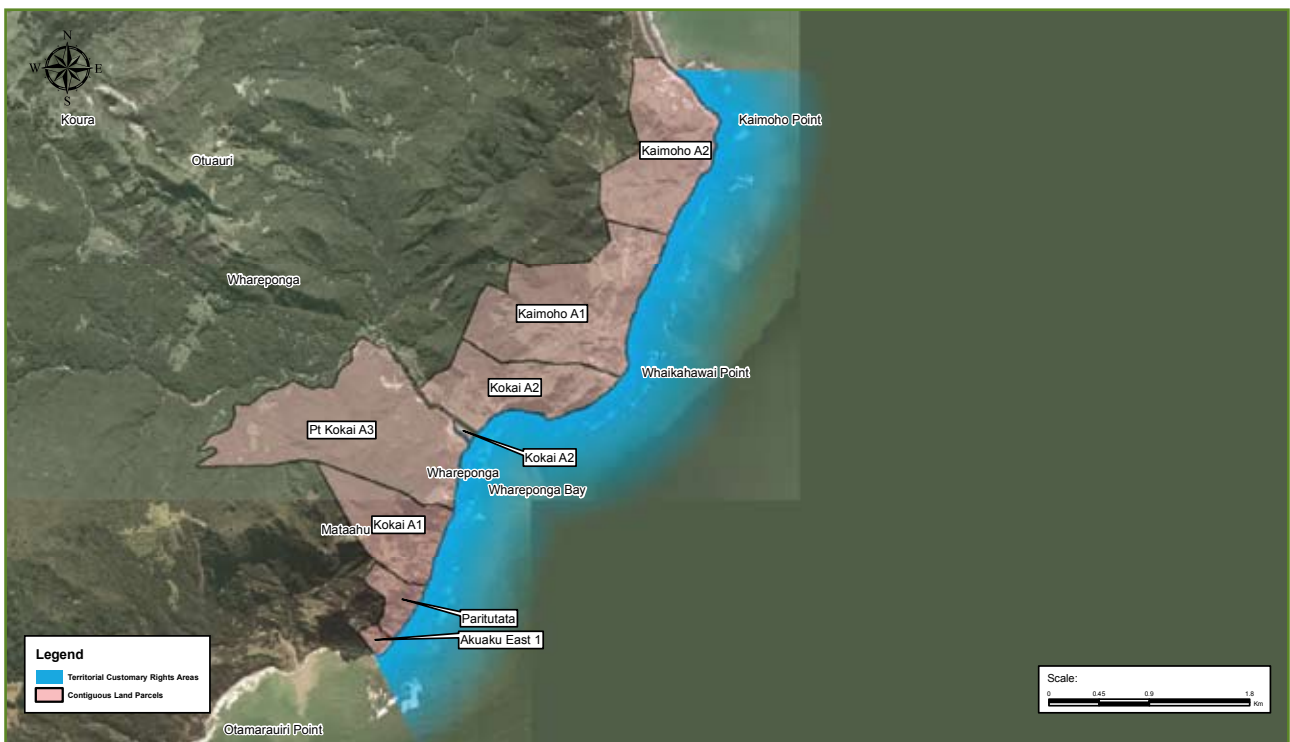 N
W E
S
Koura
Kaimoho Point
Otuauri
Kaimoho A2
Whareponga
Kaimoho A1
Whaikahawai Point
Kokai A2
Pt Kokai A3
Kokai A2
Whareponga
Whareponga Bay
Mataahu
Kokai A1
Paritutata
Akuaku East 1
Legend
Territorial Customary Rights Areas
Contiguous Land Parcels
Otamarauiri Point
Scale:
0 0.45 0.9 1.8
Km